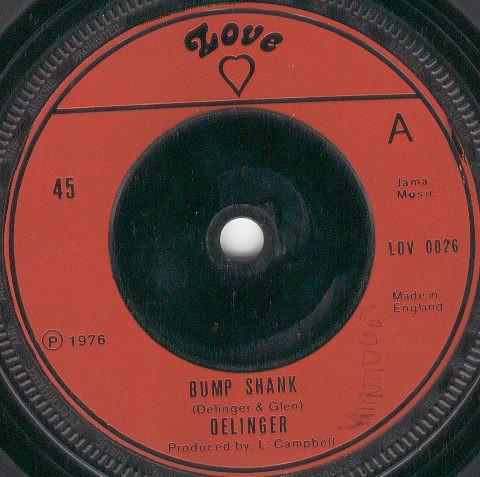 Love
A
45
Jama
Music
LOV 0026
Made in
England
℗ 1976
BUMP SHANK
(Delinger & Glen)
DELINGER
Produced by: L. Campbell